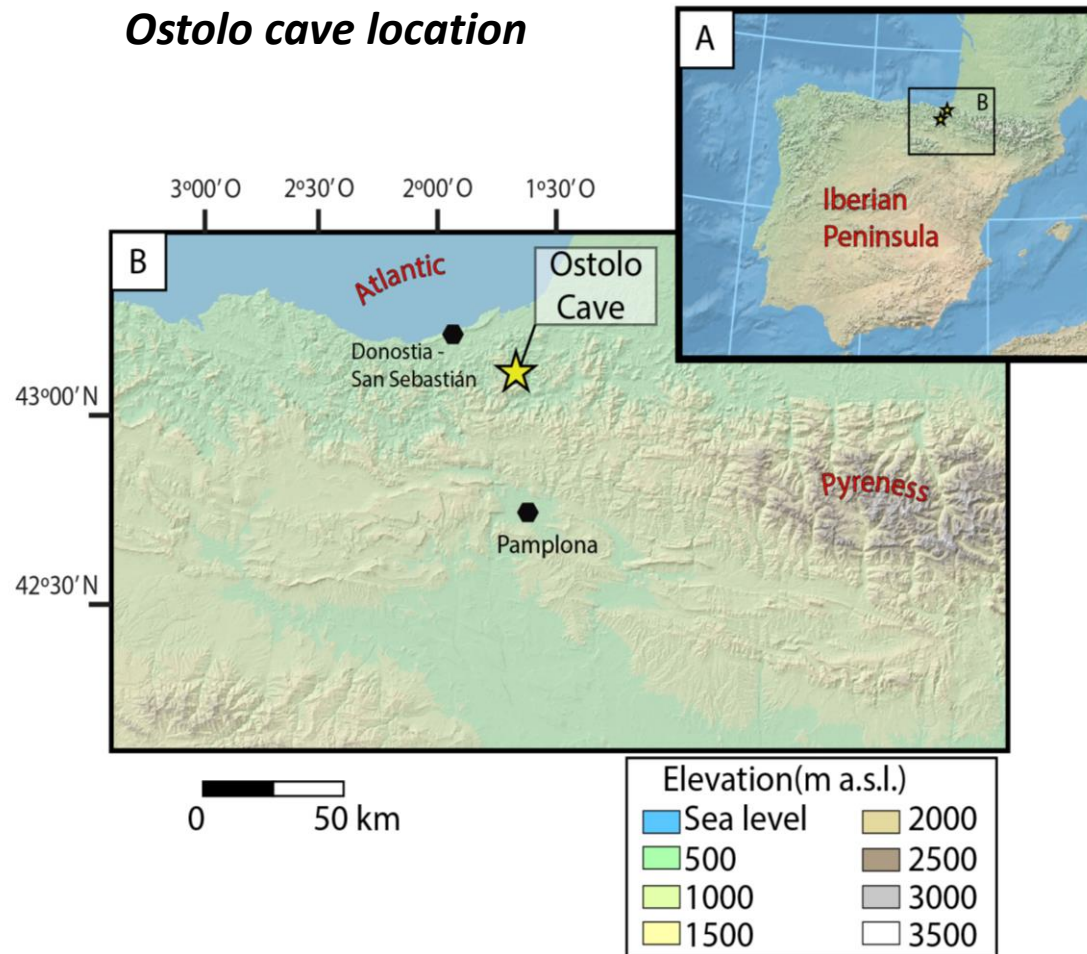 Ostolo cave location
A
B
Iberian
Peninsula
3º00'O 2º30'O 2º00'O 1º30'O
B
Atlantic
Ostolo
Cave
Donostia -
San Sebastián
43º00'N
Pyreness
Pamplona
42º30'N
0 50 km
Elevation(m a.s.l.)
Sea level 2000
500 2500
1000 3000
1500 3500